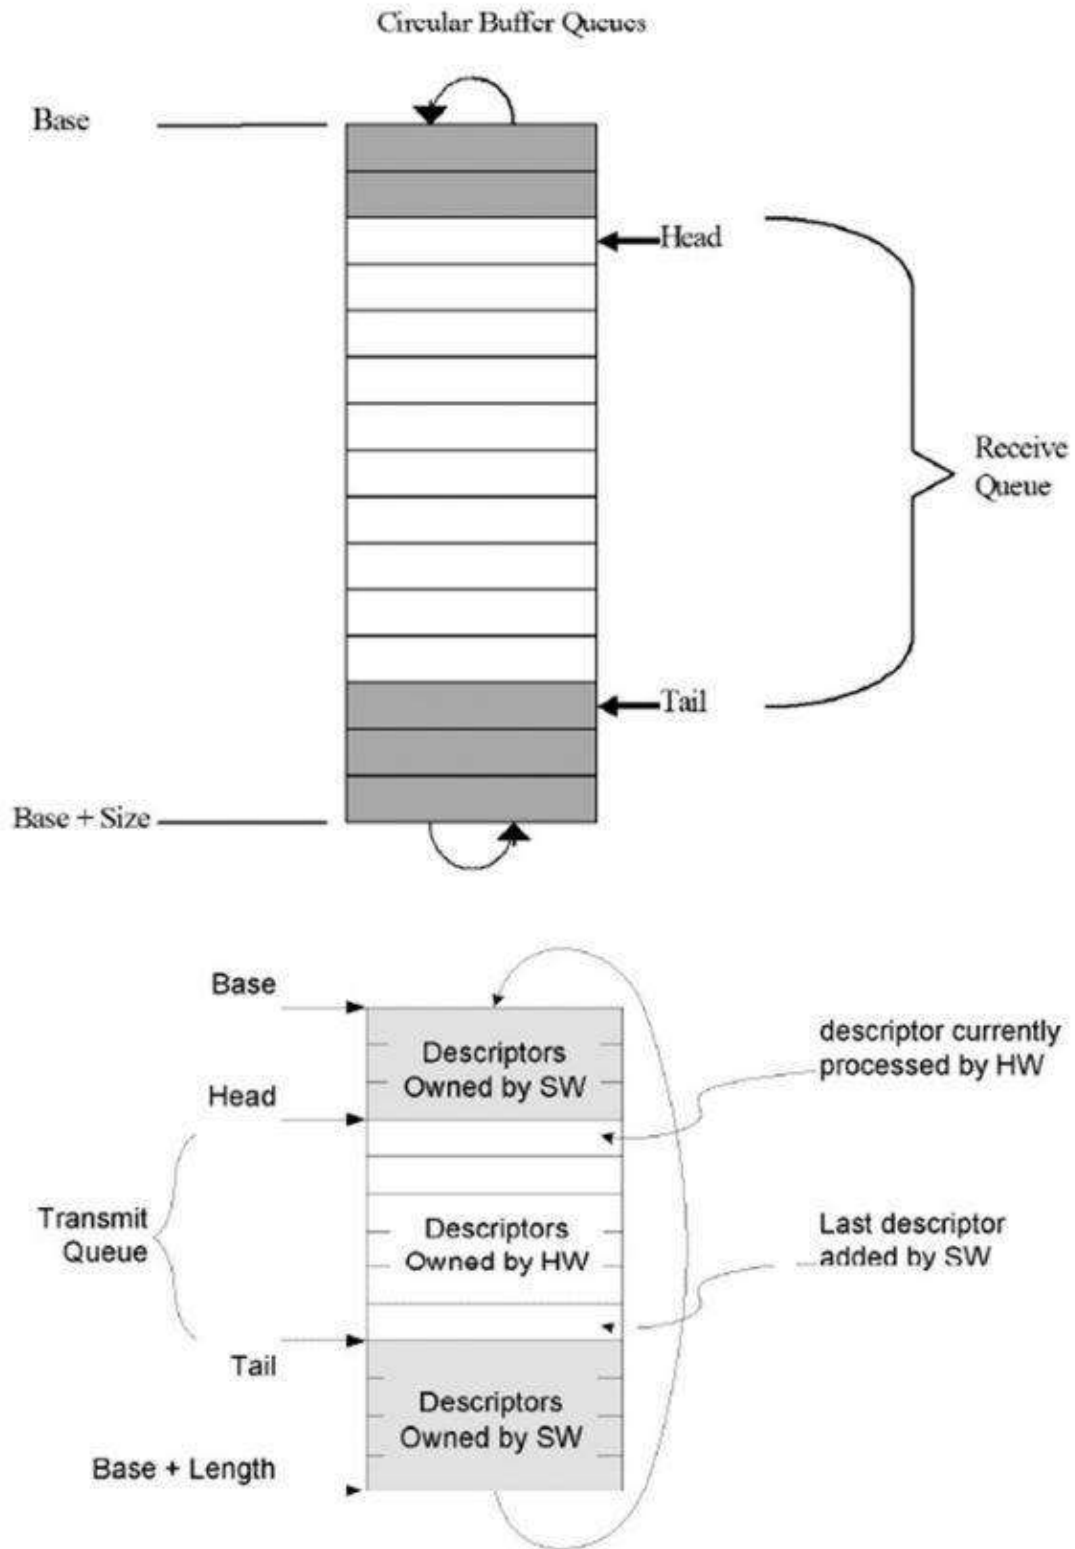 Circular Buffer Queues
Base
Head
Receive
Queue
Tail
Base + Size
Base
descriptor currently
processed by HW
Descriptors
Owned by SW
Head
Transmit
Queue
Descriptors
Owned by HW
Last descriptor
added by SW
Tail
Descriptors
Owned by SW
Base + Length